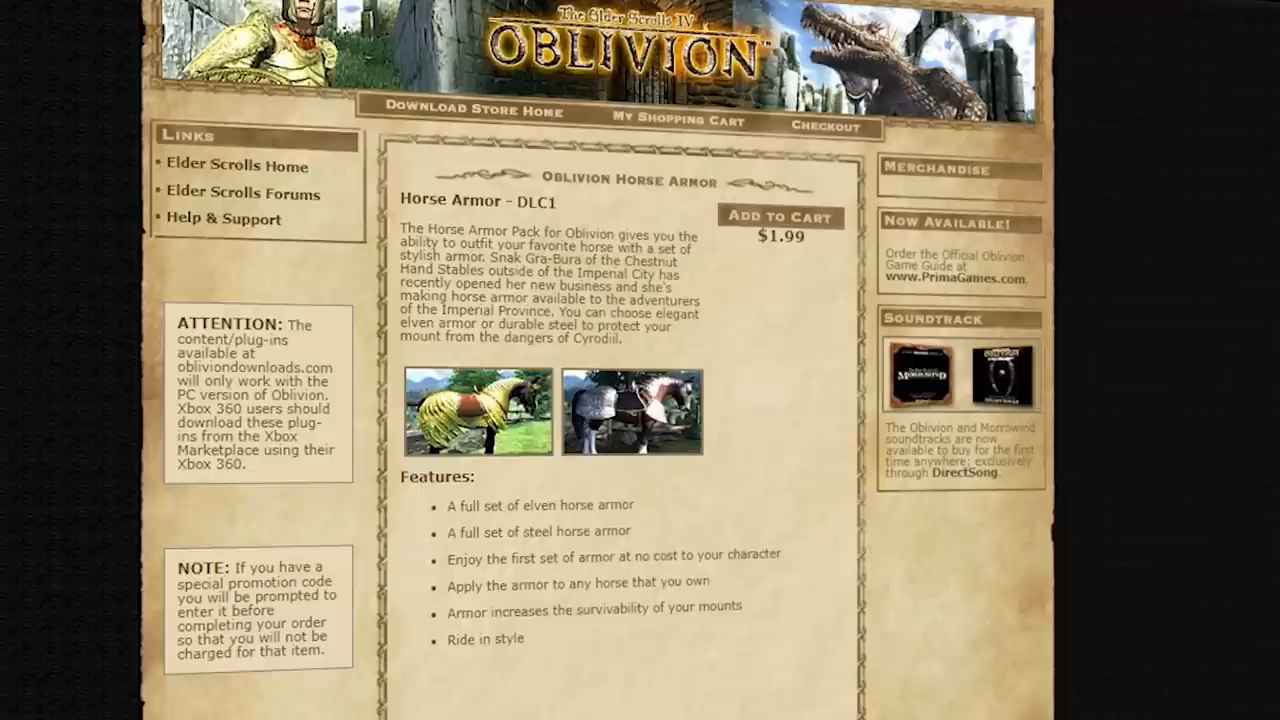 The Elder Scrolls IV
OBLIVION™
Download Store Home
My Shopping Cart
Checkout
Links
• Elder Scrolls Home
• Elder Scrolls Forums
• Help & Support
ATTENTION: The
content/plug-ins
available at
obliviondownloads.com
will only work with the
PC version of Oblivion.
Xbox 360 users should
download these plug-
ins from the Xbox
Marketplace using their
Xbox 360.
NOTE: If you have a
special promotion code
you will be prompted to
enter it before
completing your order
so that you will not be
charged for that item.
Oblivion Horse Armor
Horse Armor - DLC1
Add to Cart
$1.99
The Horse Armor Pack for Oblivion gives you the
ability to outfit your favorite horse with a set of
stylish armor. Snak Gra-Bura of the Chestnut
Hand Stables outside of the Imperial City has
recently opened her new business and she's
making horse armor available to the adventurers
of the Imperial Province. You can choose elegant
elven armor or durable steel to protect your
mount from the dangers of Cyrodiil.
Features:
• A full set of elven horse armor
• A full set of steel horse armor
• Enjoy the first set of armor at no cost to your character
• Apply the armor to any horse that you own
• Armor increases the survivability of your mounts
• Ride in style
Merchandise
Now Available!
Order the Official Oblivion
Game Guide at
www.PrimaGames.com.
Soundtrack
Morrowind
The Oblivion and Morrowind
soundtracks are now
available to buy for the first
time anywhere; exclusively
through DirectSong.